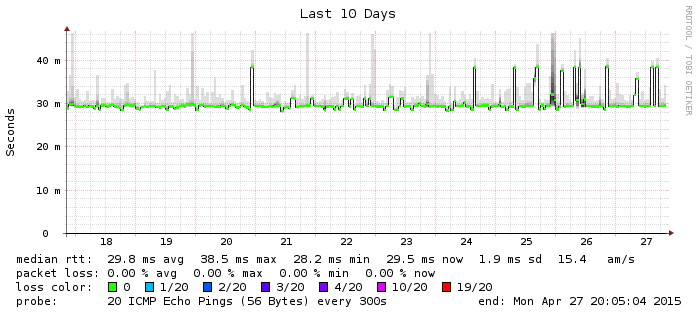 Last 10 Days
RRDTOOL / TOBI OETIKER
Seconds
40 m
30 m
20 m
10 m
0
18 19 20 21 22 23 24 25 26 27
median rtt: 29.8 ms avg 38.5 ms max 28.2 ms min 29.5 ms now 1.9 ms sd 15.4 am/s
packet loss: 0.00 % avg 0.00 % max 0.00 % min 0.00 % now
loss color: 0 1/20 2/20 3/20 4/20 10/20 19/20
probe: 20 ICMP Echo Pings (56 Bytes) every 300s end: Mon Apr 27 20:05:04 2015